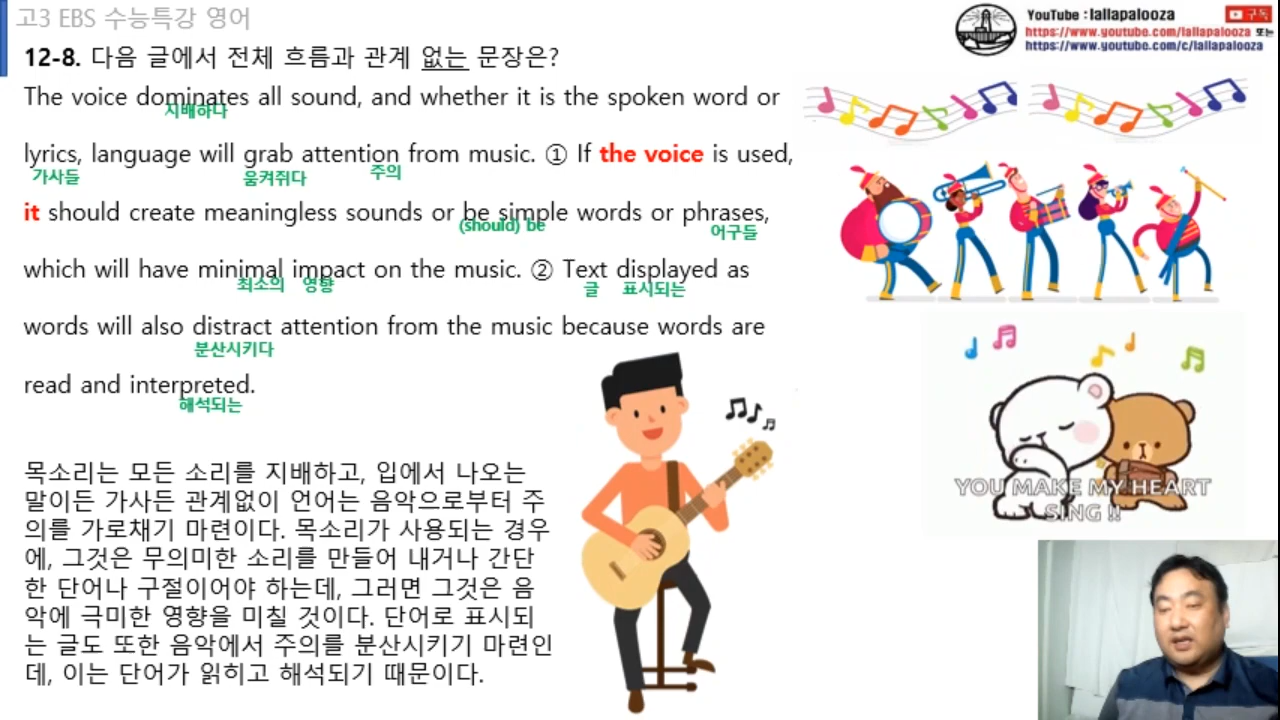 고3 EBS 수능특강 영어
YouTube : lallapalooza
구독
https://www.youtube.com/lallapalooza 또는
https://www.youtube.com/c/lallapalooza
12-8. 다음 글에서 전체 흐름과 관계 없는 문장은?
The voice dominates all sound, and whether it is the spoken word or
지배하다
lyrics, language will grab attention from music. ① If the voice is used,
가사들 움켜쥐다 주의
it should create meaningless sounds or be simple words or phrases,
(should) be 어구들
which will have minimal impact on the music. ② Text displayed as
최소의 영향 글 표시되는
words will also distract attention from the music because words are
분산시키다
read and interpreted.
해석되는
목소리는 모든 소리를 지배하고, 입에서 나오는
말이든 가사든 관계없이 언어는 음악으로부터 주
의를 가로채기 마련이다. 목소리가 사용되는 경우
에, 그것은 무의미한 소리를 만들어 내거나 간단
한 단어나 구절이어야 하는데, 그러면 그것은 음
악에 극미한 영향을 미칠 것이다. 단어로 표시되
는 글도 또한 음악에서 주의를 분산시키기 마련인
데, 이는 단어가 읽히고 해석되기 때문이다.
YOU MAKE MY HEART
SING !!